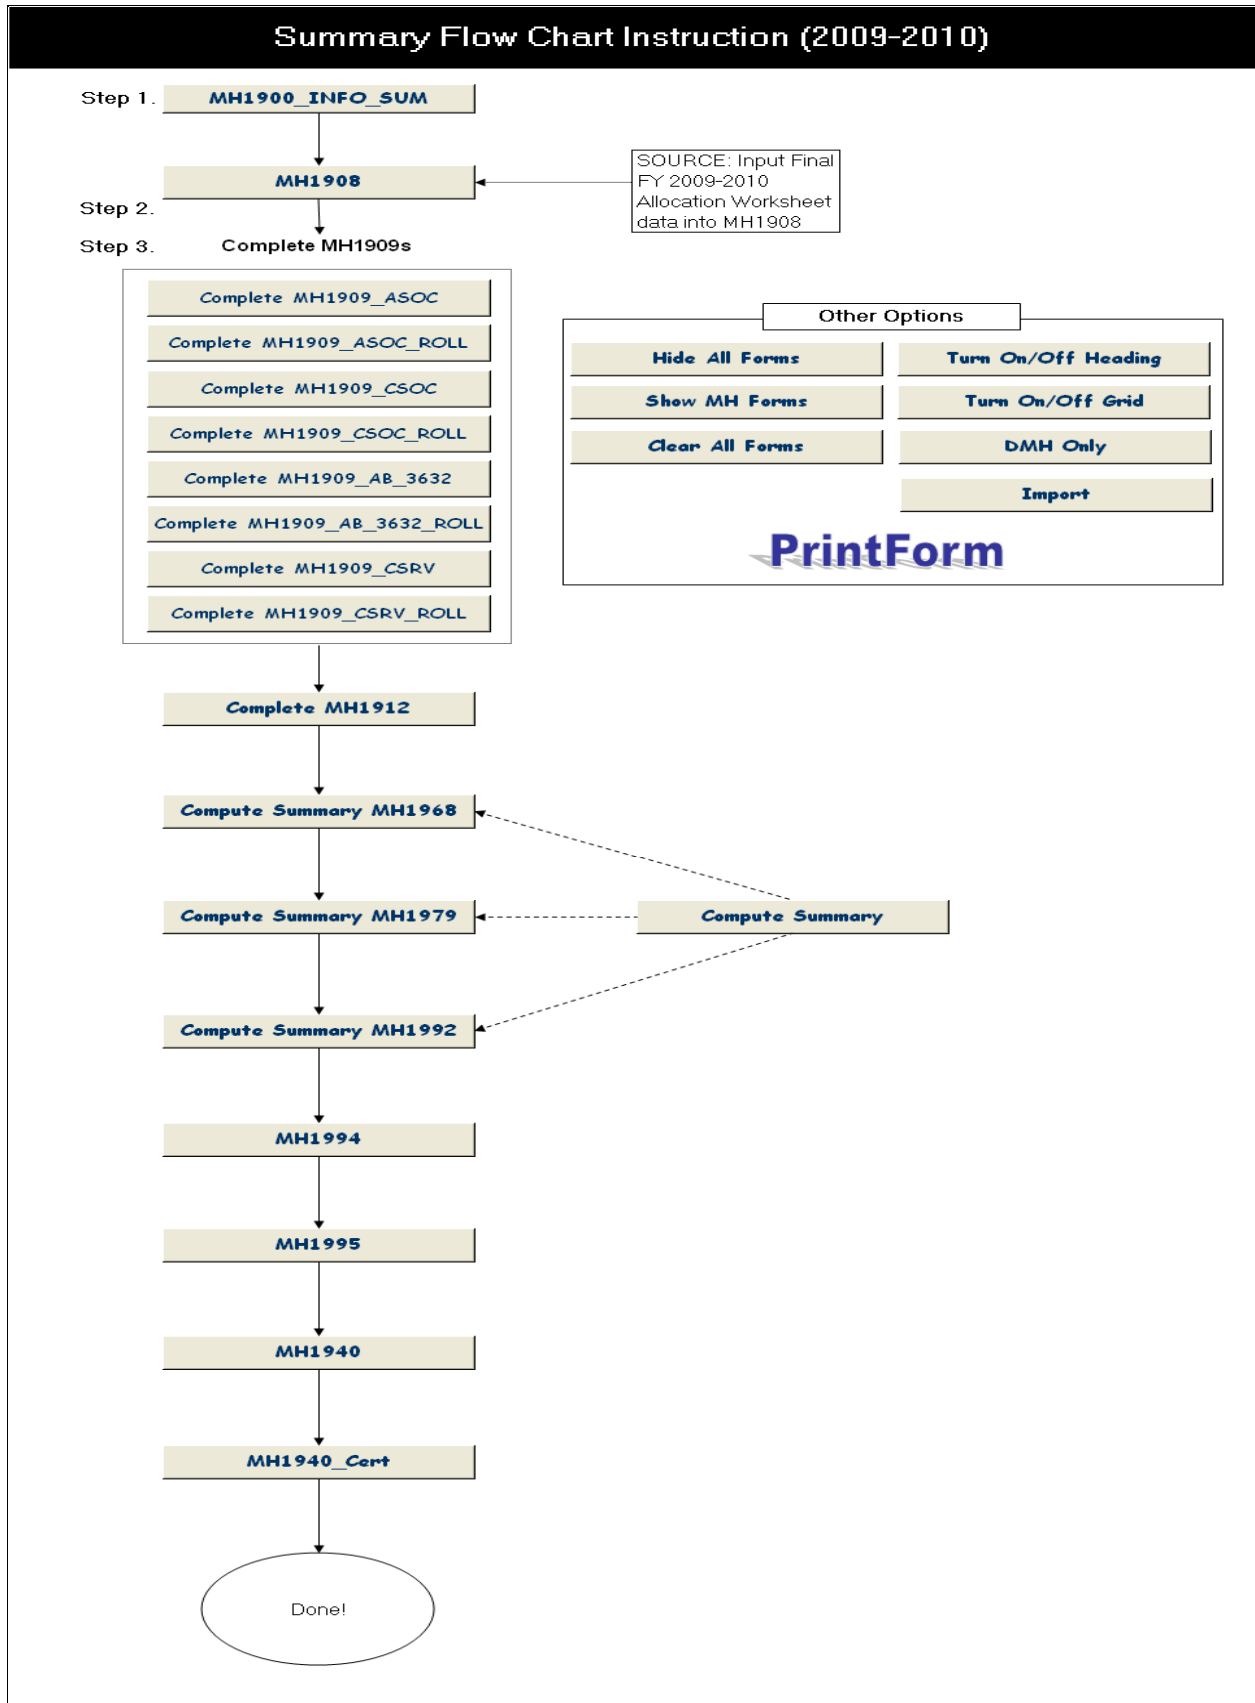 Summary Flow Chart Instruction (2009-2010)
Step 1.
MH1900_INFO_SUM
MH1908
SOURCE: Input Final
FY 2009-2010
Allocation Worksheet
data into MH1908
Step 2.
Step 3.
Complete MH1909s
Complete MH1909_ASOC
Complete MH1909_ASOC_ROLL
Complete MH1909_CSOC
Complete MH1909_CSOC_ROLL
Complete MH1909_AB_3632
Complete MH1909_AB_3632_ROLL
Complete MH1909_CSRV
Complete MH1909_CSRV_ROLL
Other Options
Hide All Forms
Turn On/Off Heading
Show MH Forms
Turn On/Off Grid
Clear All Forms
DMH Only
Import
PrintForm
Complete MH1912
Compute Summary MH1968
Compute Summary MH1979
Compute Summary
Compute Summary MH1992
MH1994
MH1995
MH1940
MH1940_Cert
Done!